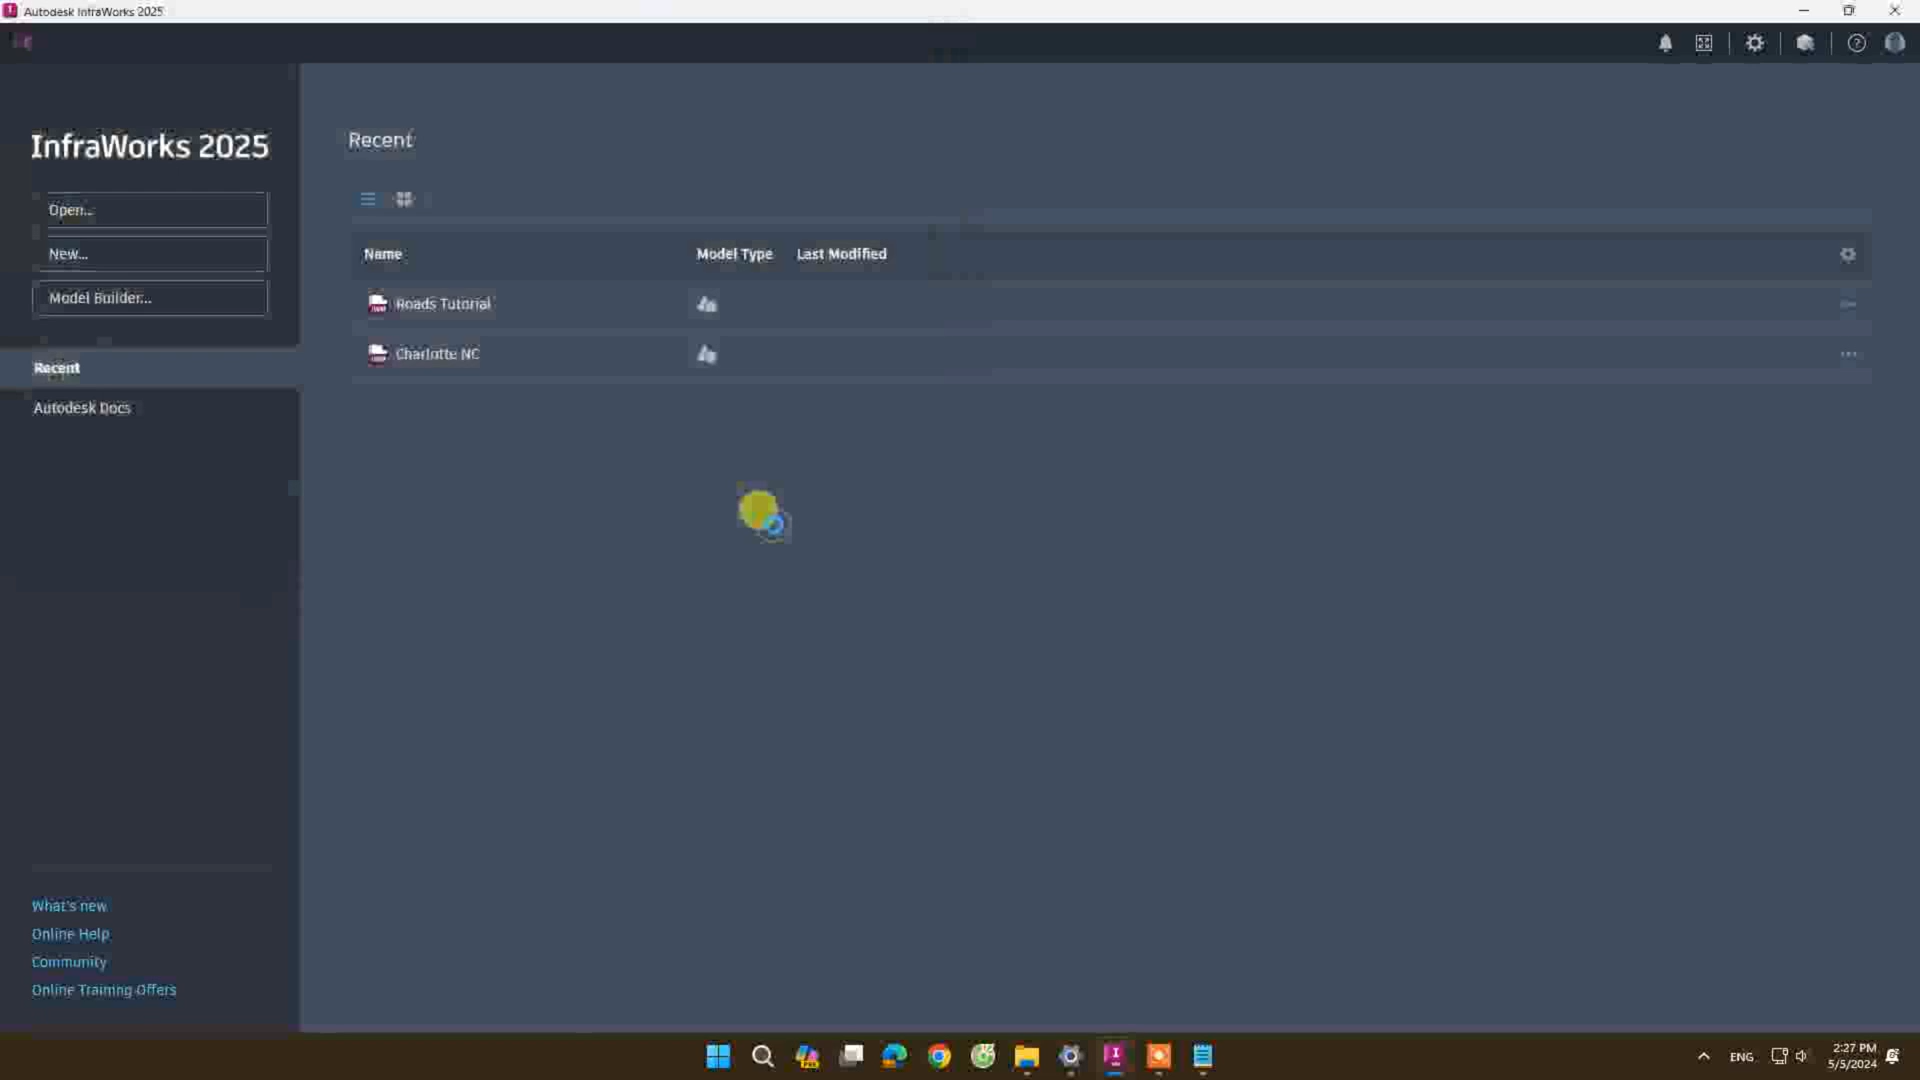 Autodesk InfraWorks 2025
InfraWorks 2025
Open...
New...
Model Builder...
Recent
Autodesk Docs
What's new
Online Help
Community
Online Training Offers
Recent
Name Model Type Last Modified
Roads Tutorial
Charlotte NC
ENG
2:27 PM
5/5/2024